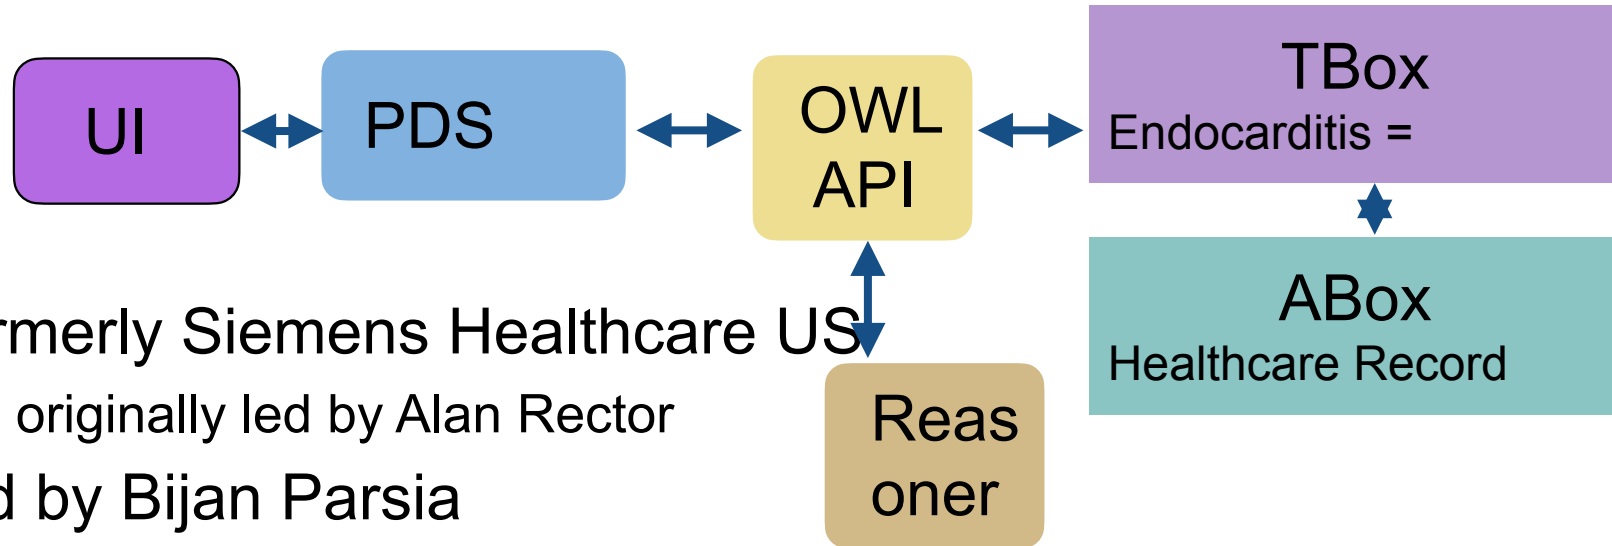 UI
PDS
OWL
API
TBox
Endocarditis =
ABox
Healthcare Record
rmerly Siemens Healthcare US
originally led by Alan Rector
d by Bijan Parsia
Reas
oner